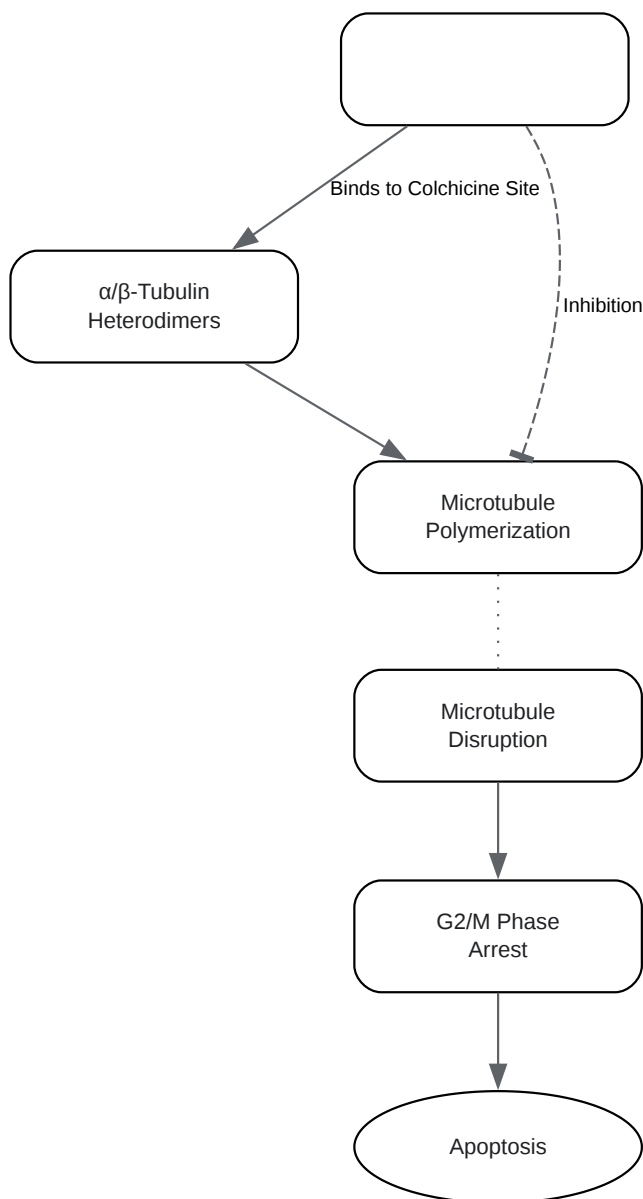 Binds to Colchicine Site
α/β-Tubulin
Heterodimers
Inhibition
Microtubule
Polymerization
Microtubule
Disruption
G2/M Phase
Arrest
Apoptosis